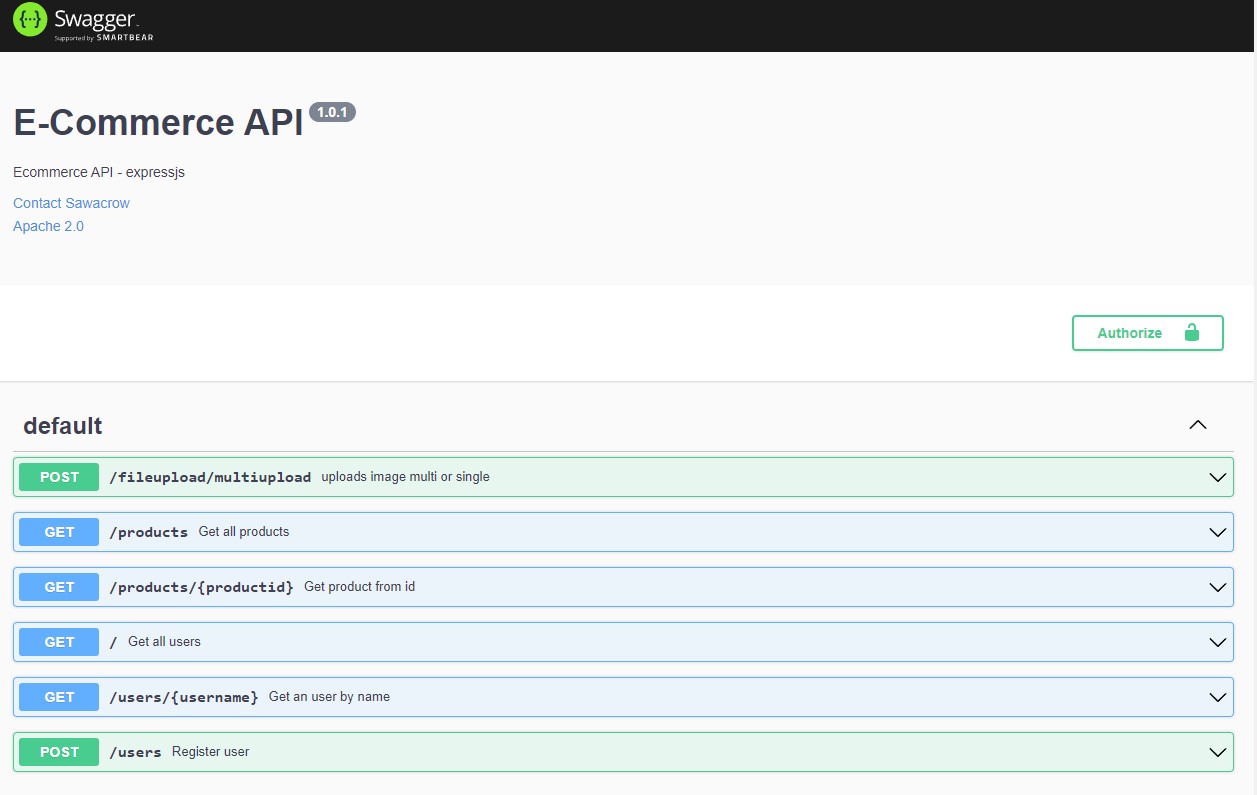 {···} Swagger.
Supported by SMARTBEAR
E-Commerce API 1.0.1
Ecommerce API - expressjs
Contact Sawacrow
Apache 2.0
Authorize
default
POST /fileupload/multiupload uploads image multi or single
GET /products Get all products
GET /products/{productid} Get product from id
GET / Get all users
GET /users/{username} Get an user by name
POST /users Register user